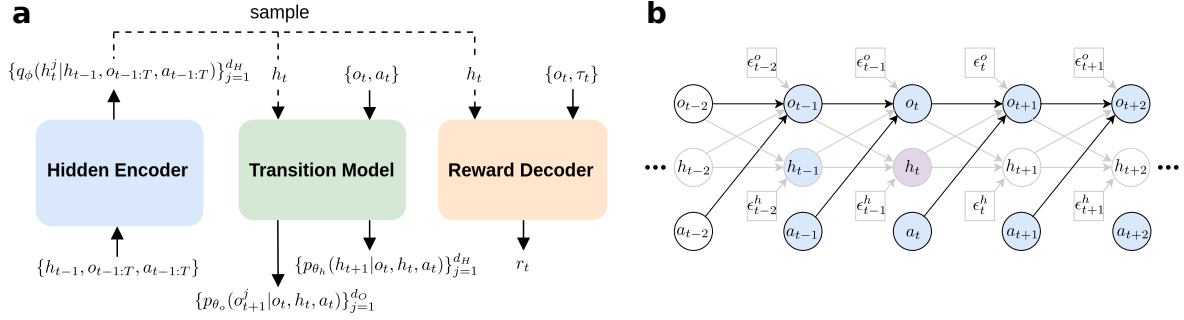 a
sample
{q_ϕ(h_t^j|h_{t−1}, o_{t−1:T}, a_{t−1:T})}_{j=1}^{d_H}
h_t
{o_t, a_t}
h_t
{o_t, τ_t}
Hidden Encoder
Transition Model
Reward Decoder
{h_{t−1}, o_{t−1:T}, a_{t−1:T}}
{p_{θ_h}(h_{t+1}|o_t, h_t, a_t)}_{j=1}^{d_H}
r_t
{p_{θ_o}(o_{t+1}^j|o_t, h_t, a_t)}_{j=1}^{d_O}
b
ϵ_{t−2}^o ϵ_{t−1}^o ϵ_t^o ϵ_{t+1}^o
o_{t−2} o_{t−1} o_t o_{t+1} o_{t+2}
... h_{t−2} h_{t−1} h_t h_{t+1} h_{t+2} ...
ϵ_{t−2}^h ϵ_{t−1}^h ϵ_t^h ϵ_{t+1}^h
a_{t−2} a_{t−1} a_t a_{t+1} a_{t+2}